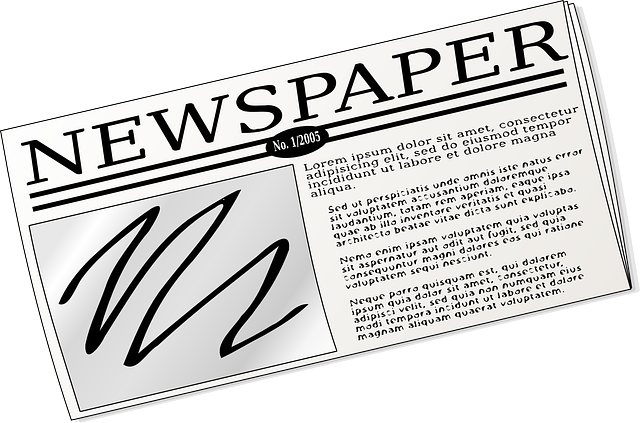 NEWSPAPER
No. 1/2005
Lorem ipsum dolor sit amet, consectetur
adipisicing elit, sed do eiusmod tempor
incididunt ut labore et dolore magna
aliqua.
Sed ut perspiciatis unde omnis iste natus error
sit voluptatem accusantium doloremque
laudantium, totam rem aperiam, eaque ipsa
quae ab illo inventore veritatis et quasi
architecto beatae vitae dicta sunt explicabo.
Nemo enim ipsam voluptatem quia voluptas
sit aspernatur aut odit aut fugit, sed quia
consequuntur magni dolores eos qui ratione
voluptatem sequi nesciunt.
Neque porro quisquam est, qui dolorem
ipsum quia dolor sit amet, consectetur,
adipisci velit, sed quia non numquam eius
modi tempora incidunt ut labore et dolore
magnam aliquam quaerat voluptatem.